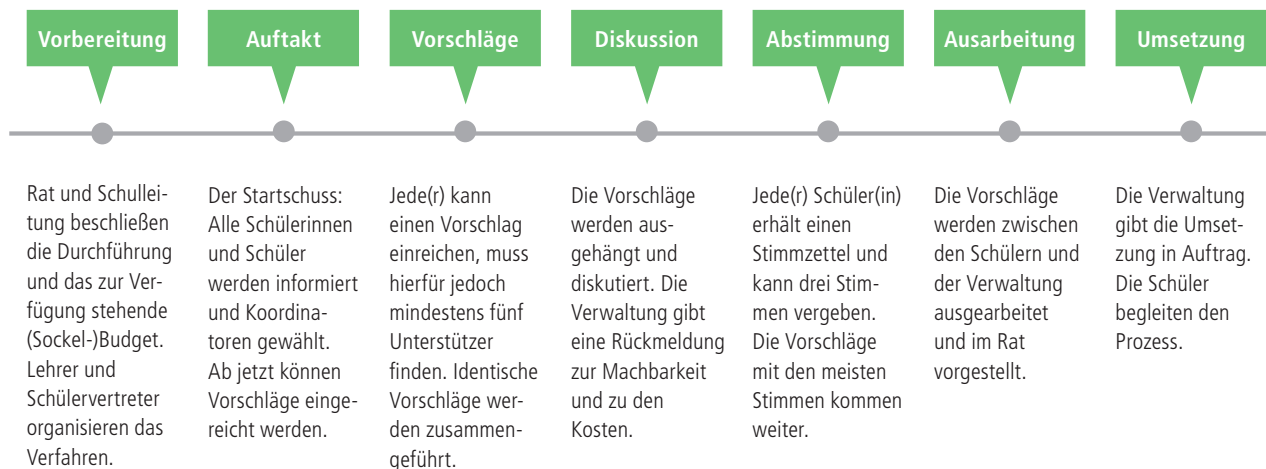 Vorbereitung
Rat und Schullei-
tung beschließen
die Durchführung
und das zur Ver-
fügung stehende
(Sockel-)Budget.
Lehrer und
Schülervertreter
organisieren das
Verfahren.
Auftakt
Der Startschuss:
Alle Schülerinnen
und Schüler
werden informiert
und Koordina-
toren gewählt.
Ab jetzt können
Vorschläge einge-
reicht werden.
Vorschläge
Jede(r) kann
einen Vorschlag
einreichen, muss
hierfür jedoch
mindestens fünf
Unterstützer
finden. Identische
Vorschläge wer-
den zusammen-
geführt.
Diskussion
Die Vorschläge
werden aus-
gehängt und
diskutiert. Die
Verwaltung gibt
eine Rückmeldung
zur Machbarkeit
und zu den
Kosten.
Abstimmung
Jede(r) Schüler(in)
erhält einen
Stimmzettel und
kann drei Stim-
men vergeben.
Die Vorschläge
mit den meisten
Stimmen kommen
weiter.
Ausarbeitung
Die Vorschläge
werden zwischen
den Schülern und
der Verwaltung
ausgearbeitet
und im Rat
vorgestellt.
Umsetzung
Die Verwaltung
gibt die Umset-
zung in Auftrag.
Die Schüler
begleiten den
Prozess.